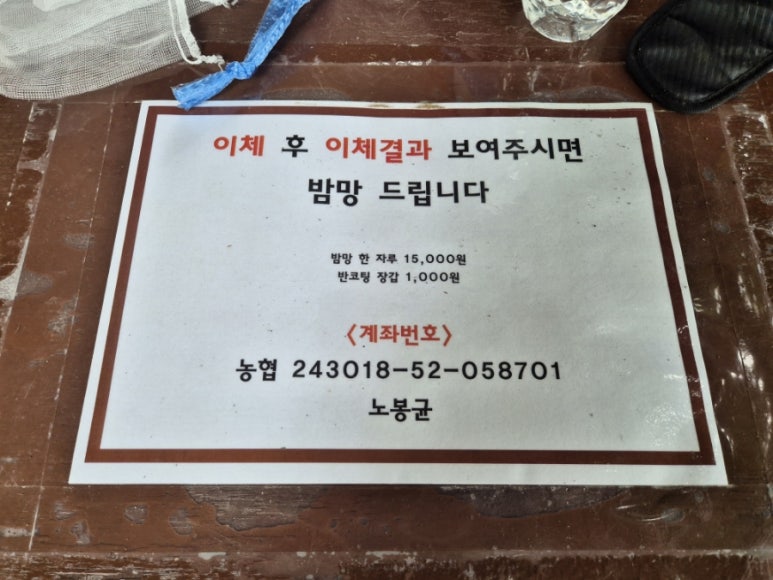 이체 후 이체결과 보여주시면
밤망 드립니다
밤망 한 자루 15,000원
반코팅 장갑 1,000원
<계좌번호>
농협 243018-52-058701
노봉균